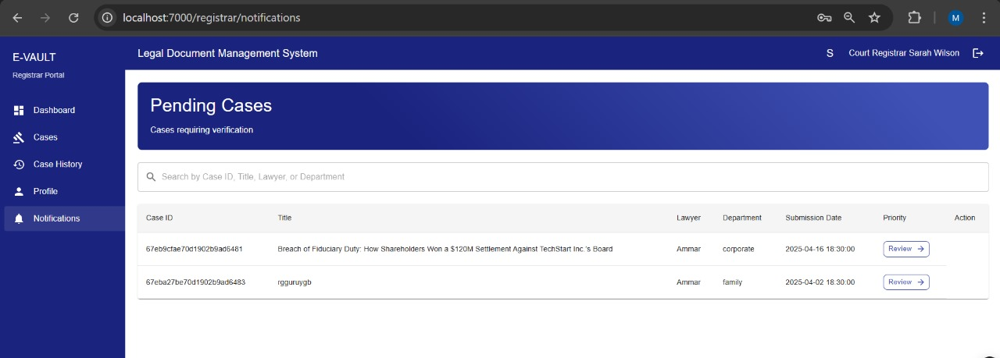 localhost:7000/registrar/notifications
M
E-VAULT
Registrar Portal
Dashboard
Cases
Case History
Profile
Notifications
Legal Document Management System
S Court Registrar Sarah Wilson
Pending Cases
Cases requiring verification
Search by Case ID, Title, Lawyer, or Department
Case ID Title Lawyer Department Submission Date Priority Action
67eb9cfae70d1902b9ad6481 Breach of Fiduciary Duty: How Shareholders Won a $120M Settlement Against TechStart Inc.'s Board Ammar corporate 2025-04-16 18:30:00 Review
67eba27be70d1902b9ad6483 rgguruygb Ammar family 2025-04-02 18:30:00 Review